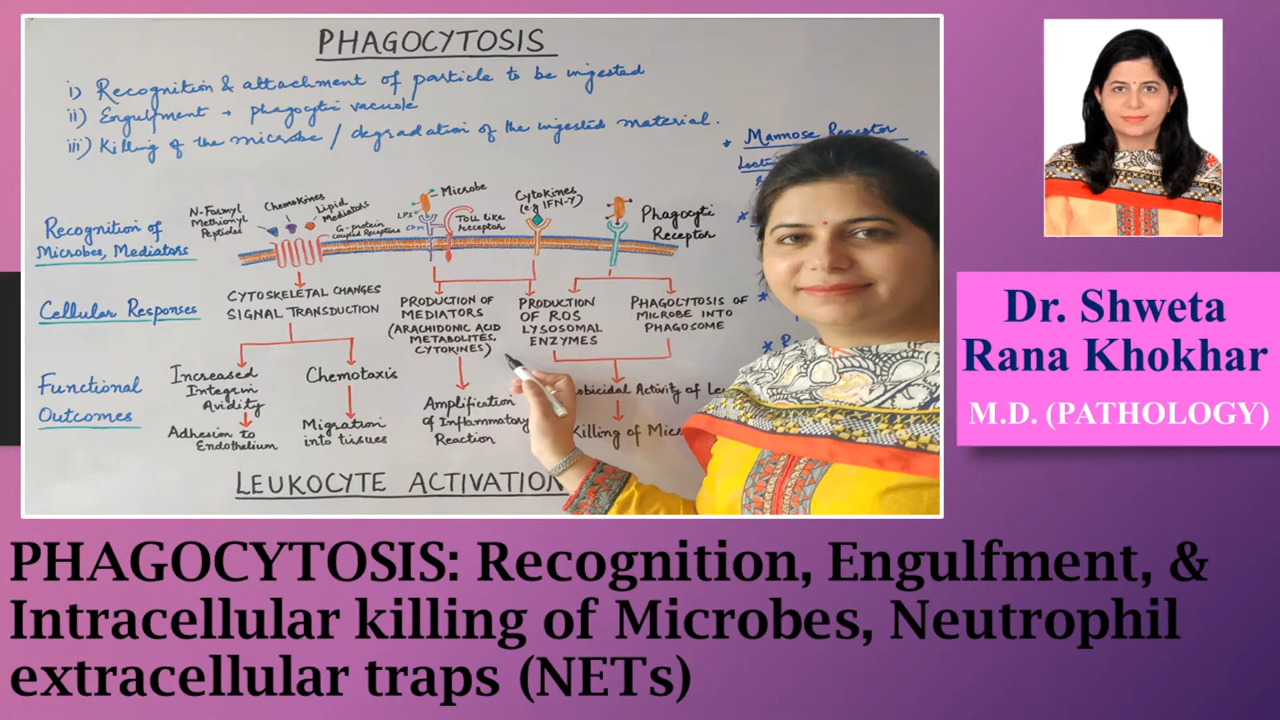 PHAGOCYTOSIS
i) Recognition & attachment of particle to be ingested
ii) Engulfment → phagocytic vacuole
iii) Killing of the microbe / degradation of the ingested material.
* Mannose Receptor
Recognition of
Microbes, Mediators
N-Formyl
Methionyl
Peptides
Chemokines
Lipid
Mediators
G-protein
coupled Receptors
LPS
CD14
Microbe
Toll like
receptor
Cytokines
(e.g IFN-γ)
Phagocytic
Receptor
Cellular Responses
CYTOSKELETAL CHANGES
SIGNAL TRANSDUCTION
PRODUCTION OF
MEDIATORS
(ARACHIDONIC ACID
METABOLITES,
CYTOKINES)
PRODUCTION
OF ROS
LYSOSOMAL
ENZYMES
PHAGOCYTOSIS OF
MICROBE INTO
PHAGOSOME
Functional
Outcomes
Increased
Integrin
Avidity
Adhesion to
Endothelium
Chemotaxis
Migration
into tissues
Amplification
of Inflammatory
Reaction
obicidal Activity of Leu
Killing of Mic
LEUKOCYTE ACTIVATION
Dr. Shweta
Rana Khokhar
M.D. (PATHOLOGY)
PHAGOCYTOSIS: Recognition, Engulfment, &
Intracellular killing of Microbes, Neutrophil
extracellular traps (NETs)